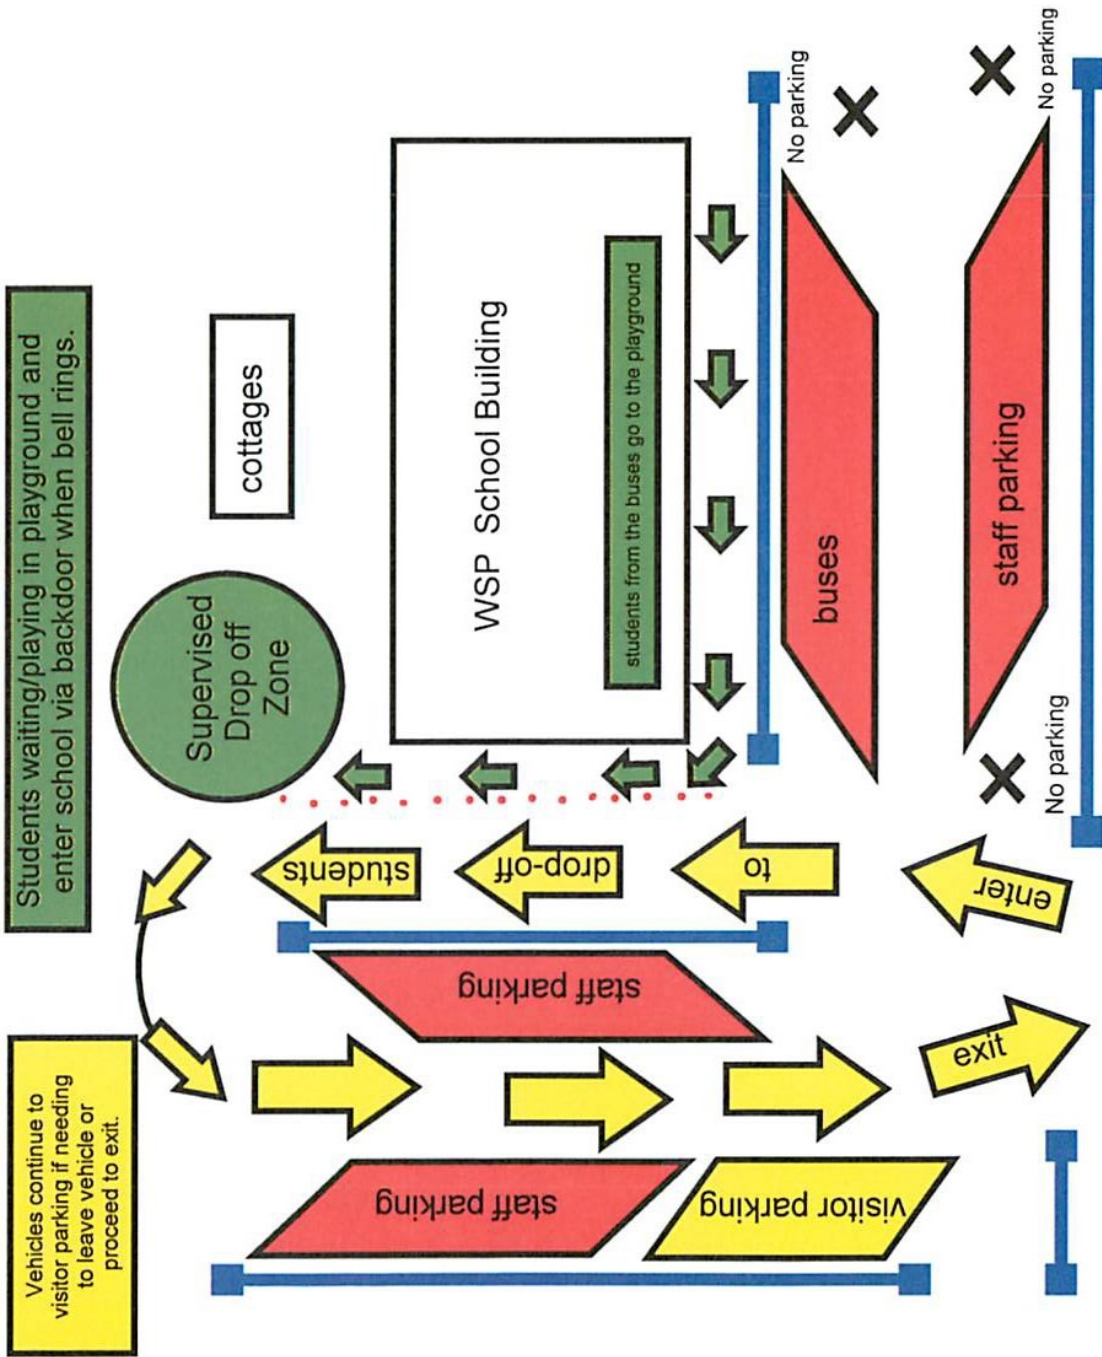 Vehicles continue to
visitor parking if needing
to leave vehicle or
proceed to exit.
Students waiting/playing in playground and
enter school via backdoor when bell rings.
Supervised
Drop off
Zone
cottages
WSP School Building
students from the buses go to the playground
students
drop-off
to
enter
staff parking
staff parking
visitor parking
exit
buses
No parking
staff parking
No parking
No parking